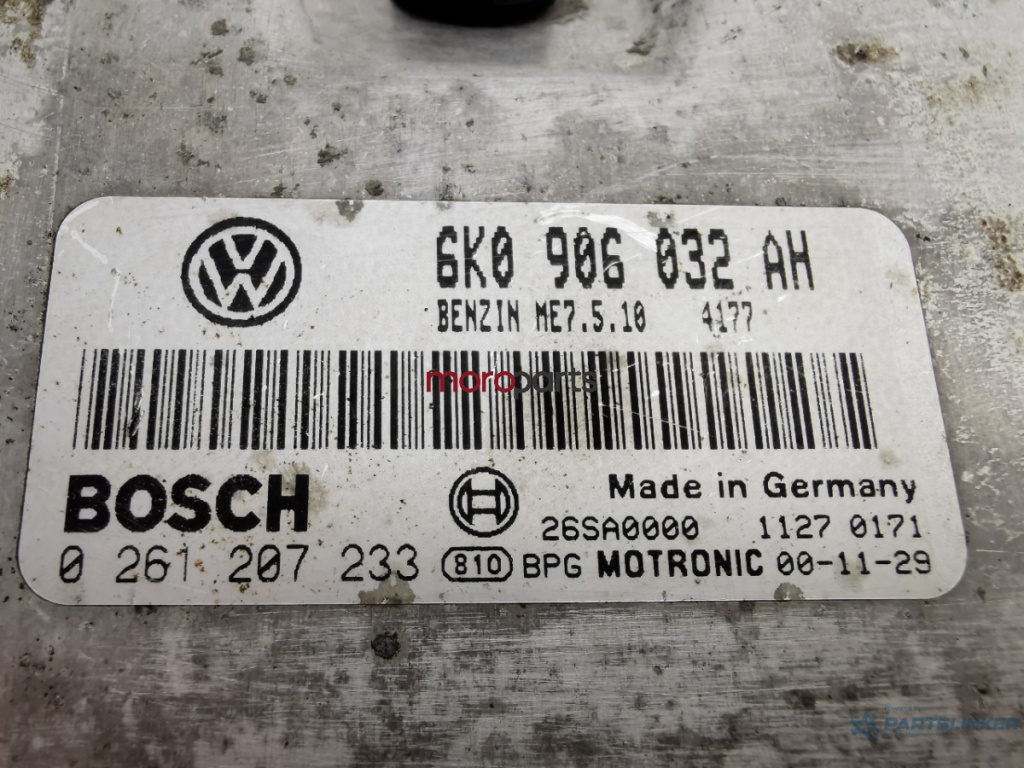 6K0 906 032 AH
BENZIN ME7.5.10 4177
moroparts
BOSCH
Made in Germany
26SA0000 1127 0171
0 261 207 233 810 BPG MOTRONIC 00-11-29
PARTSLINKER